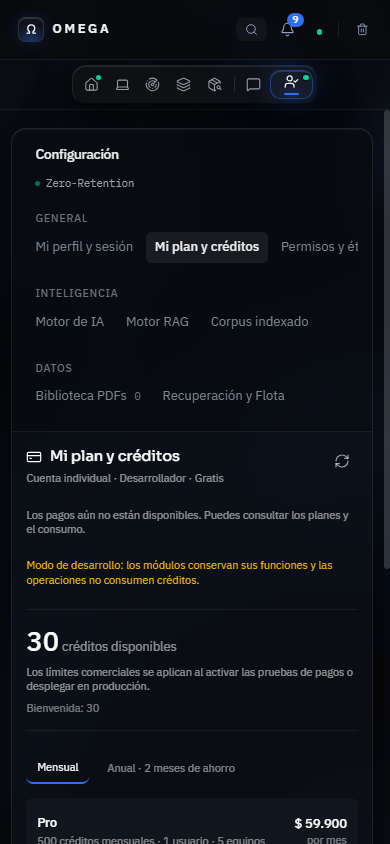 Ω OMEGA
9
Configuración
Zero-Retention
GENERAL
Mi perfil y sesión Mi plan y créditos Permisos y ét
INTELIGENCIA
Motor de IA Motor RAG Corpus indexado
DATOS
Biblioteca PDFs 0 Recuperación y Flota
Mi plan y créditos
Cuenta individual · Desarrollador · Gratis
Los pagos aún no están disponibles. Puedes consultar los planes y
el consumo.
Modo de desarrollo: los módulos conservan sus funciones y las
operaciones no consumen créditos.
30 créditos disponibles
Los límites comerciales se aplican al activar las pruebas de pagos o
desplegar en producción.
Bienvenida: 30
Mensual Anual · 2 meses de ahorro
Pro $ 59.900
500 créditos mensuales · 1 usuario · 5 equipos por mes